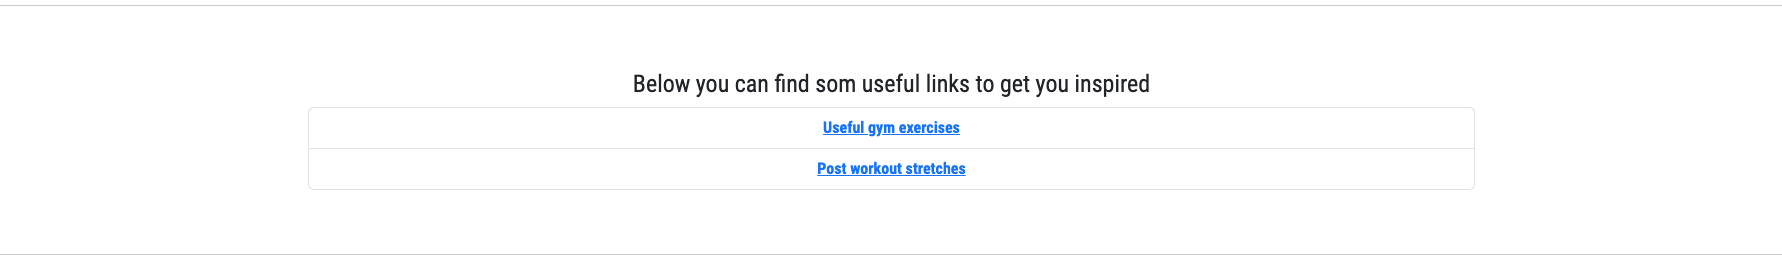 Below you can find som useful links to get you inspired
Useful gym exercises
Post workout stretches